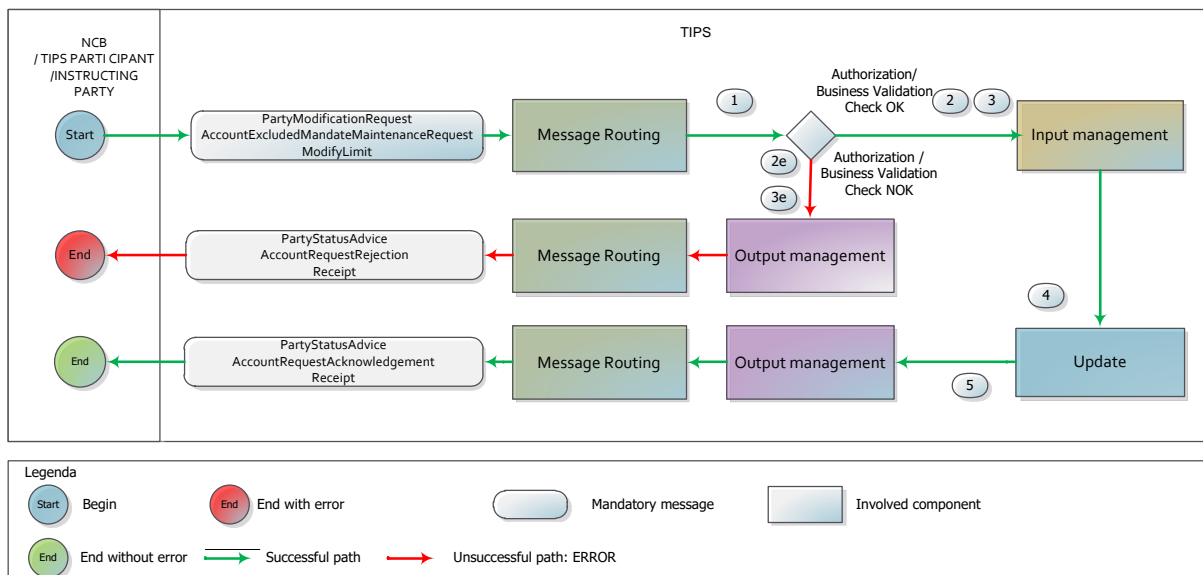 NCB
/ TIPS PARTI CIPANT
/INSTRUCTING
PARTY
TIPS
Start
PartyModificationRequest
AccountExcludedMandateMaintenanceRequest
ModifyLimit
Message Routing
1
Authorization/
Business Validation
Check OK
2
3
Input management
2e
3e
Authorization /
Business Validation
Check NOK
End
PartyStatusAdvice
AccountRequestRejection
Receipt
Message Routing
Output management
4
End
PartyStatusAdvice
AccountRequestAcknowledgement
Receipt
Message Routing
Output management
5
Update
Legenda
Start
Begin
End
End with error
Mandatory message
Involved component
End
End without error
Successful path
Unsuccessful path: ERROR